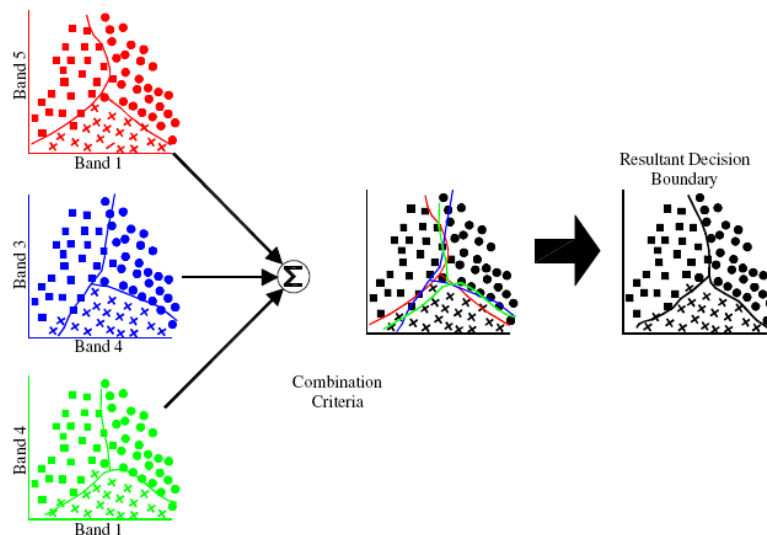 Band 5
Band 1
Band 3
Band 4
Band 4
Band 1
Σ
Combination
Criteria
Resultant Decision
Boundary